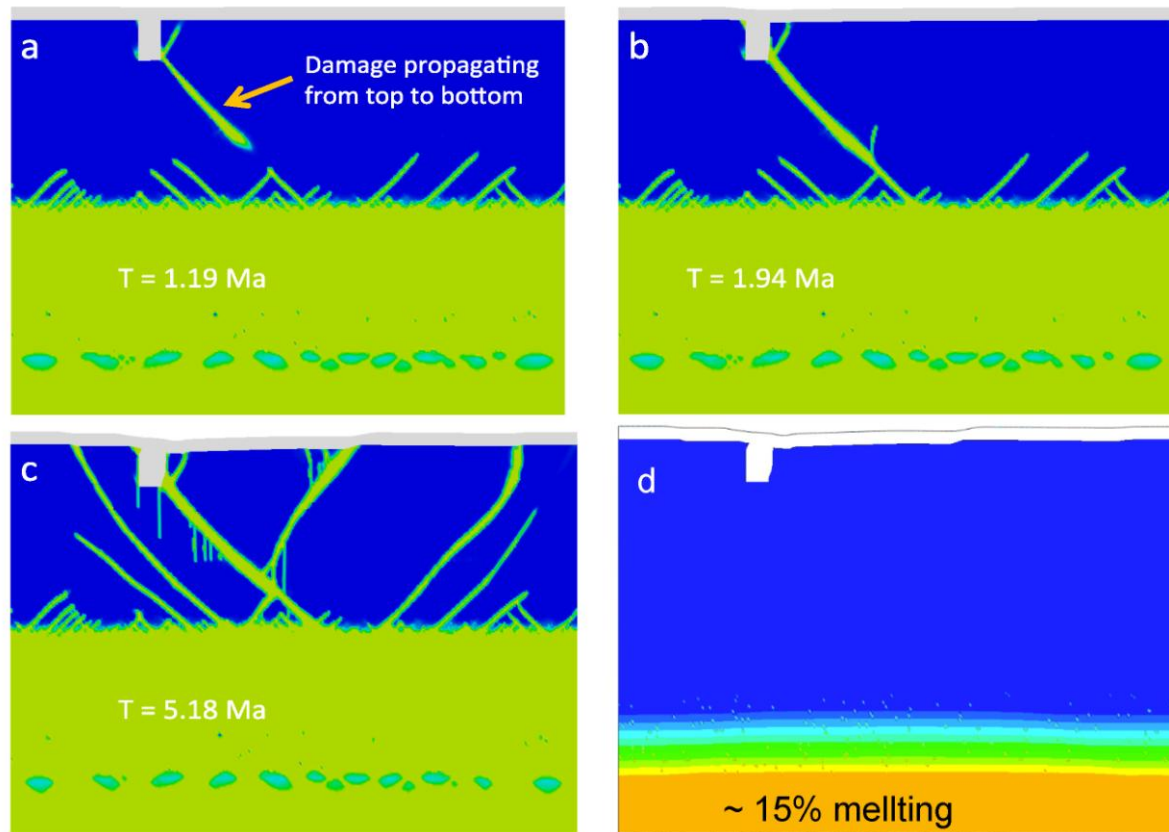 a
Damage propagating
from top to bottom
T = 1.19 Ma
b
T = 1.94 Ma
c
T = 5.18 Ma
d
~ 15% mellting